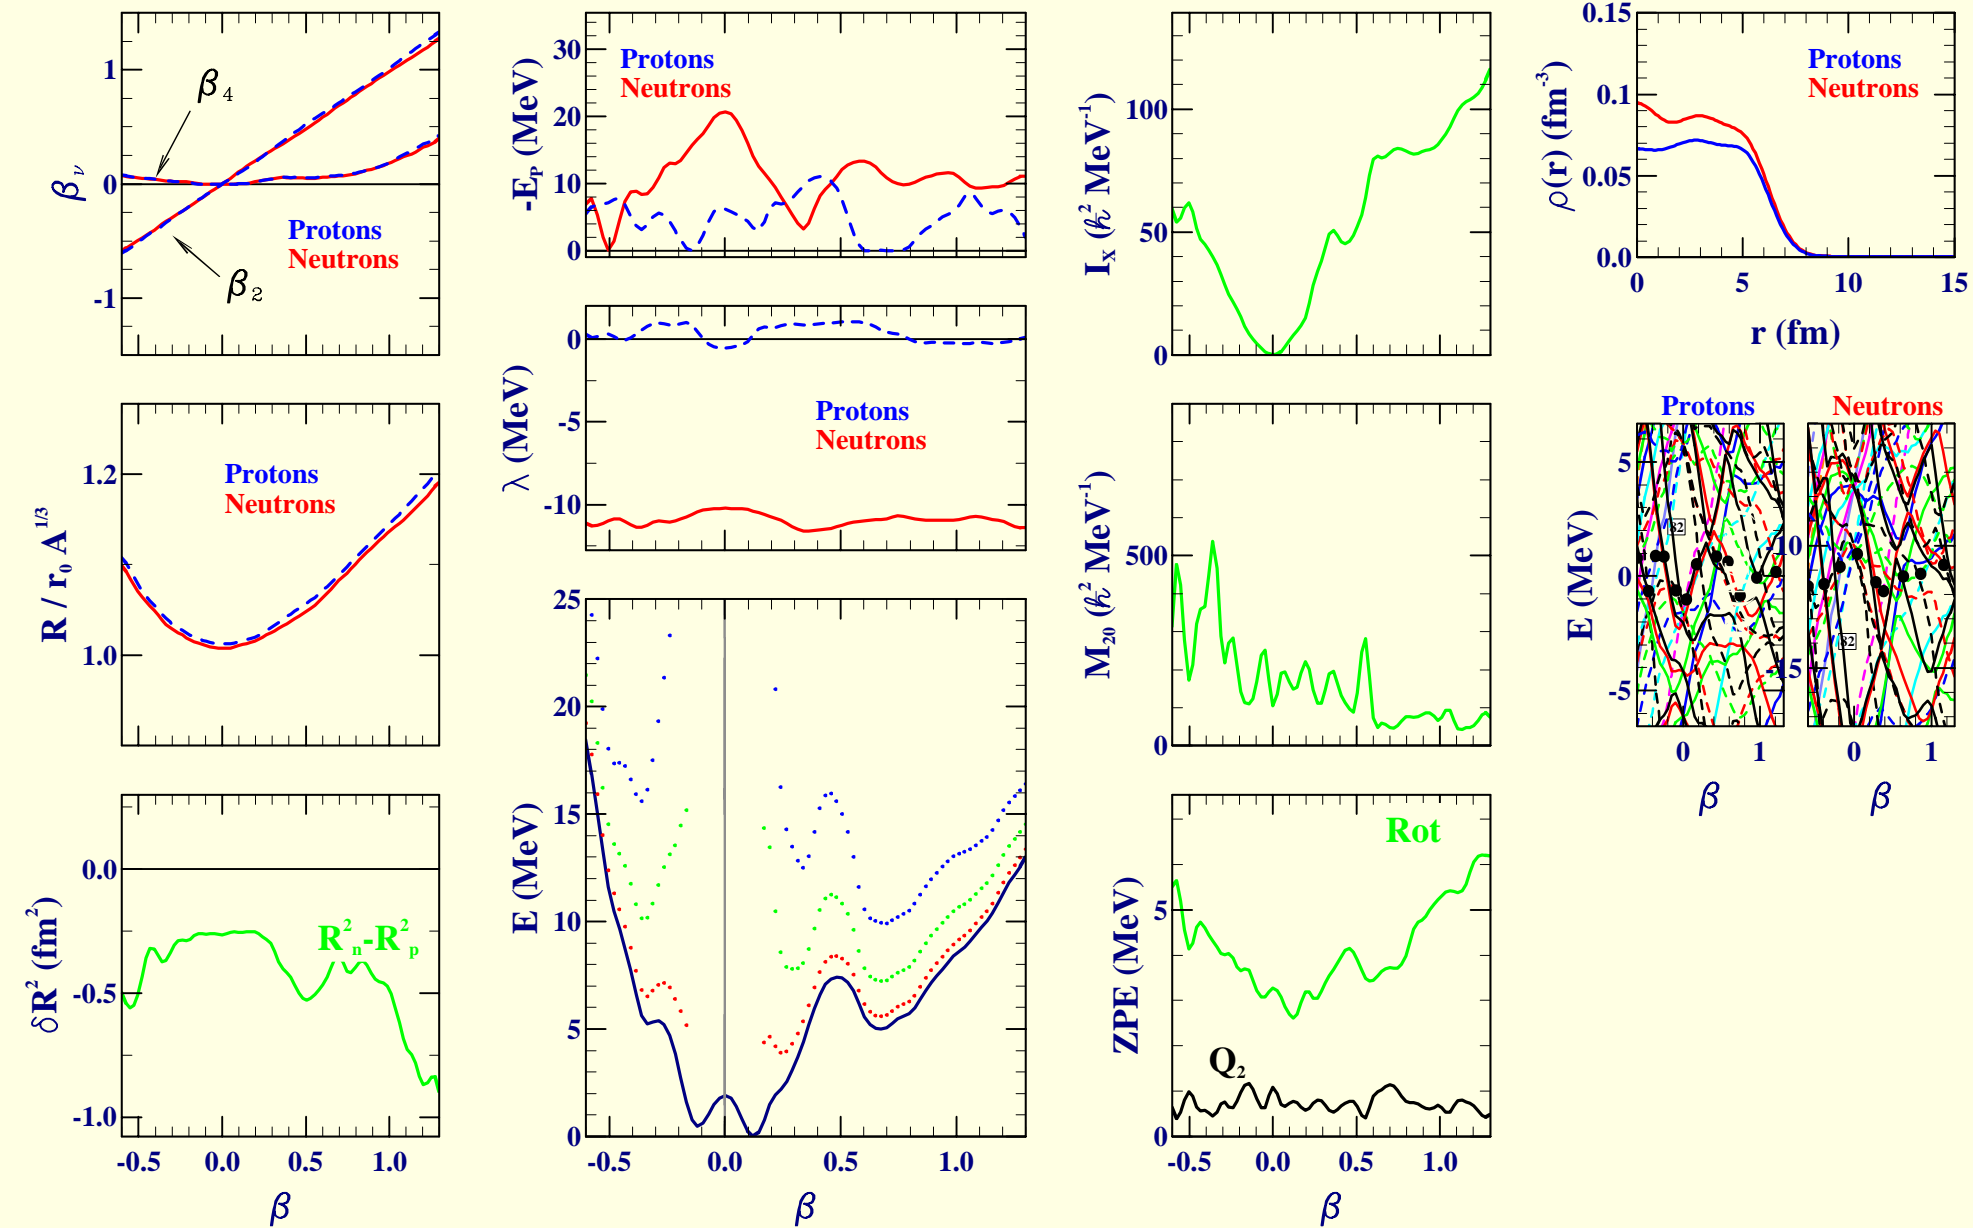 1
0
-1
β_ν
β₄
β₂
Protons
Neutrons
1.2
1.0
R / r₀ A^1/3
Protons
Neutrons
0.0
-0.5
-1.0
δR² (fm²)
R²ₙ-R²ₚ
-0.5 0.0 0.5 1.0
β
30
20
10
0
-Eₚ (MeV)
Protons
Neutrons
0
-5
-10
λ (MeV)
Protons
Neutrons
25
20
15
10
5
0
E (MeV)
-0.5 0.0 0.5 1.0
β
100
50
0
Iₓ (ℏ² MeV⁻¹)
500
0
M₂₀ (ℏ² MeV⁻¹)
5
0
ZPE (MeV)
Rot
Q₂
-0.5 0.0 0.5 1.0
β
0.15
0.1
0.05
0.0
ρ(r) (fm⁻³)
Protons
Neutrons
0 5 10 15
r (fm)
Protons Neutrons
5
0
-5
E (MeV)
82
-10
82
0 1
0 1
β β